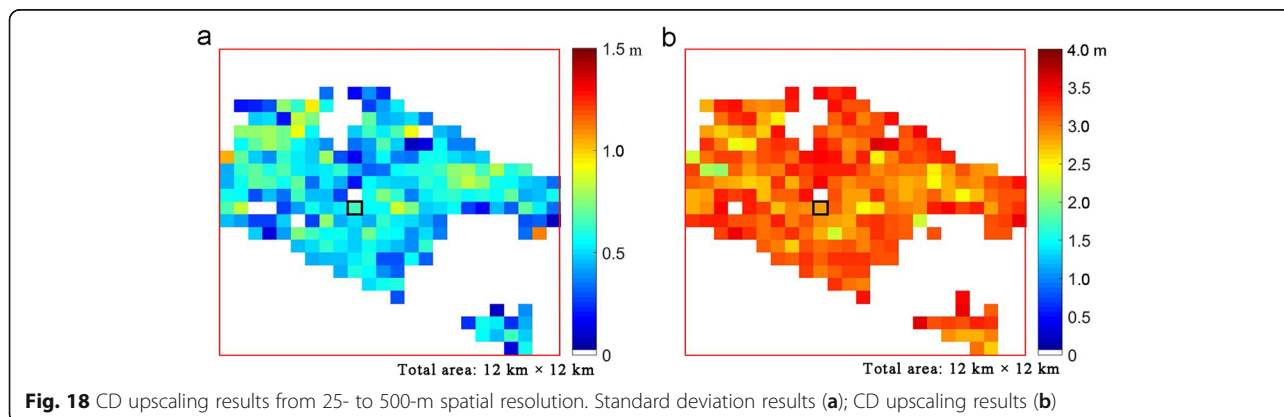 a
1.5 m
1.0
0.5
0
Total area: 12 km × 12 km
b
4.0 m
3.5
3.0
2.5
2.0
1.5
1.0
0.5
0
Total area: 12 km × 12 km
Fig. 18 CD upscaling results from 25- to 500-m spatial resolution. Standard deviation results (a); CD upscaling results (b)